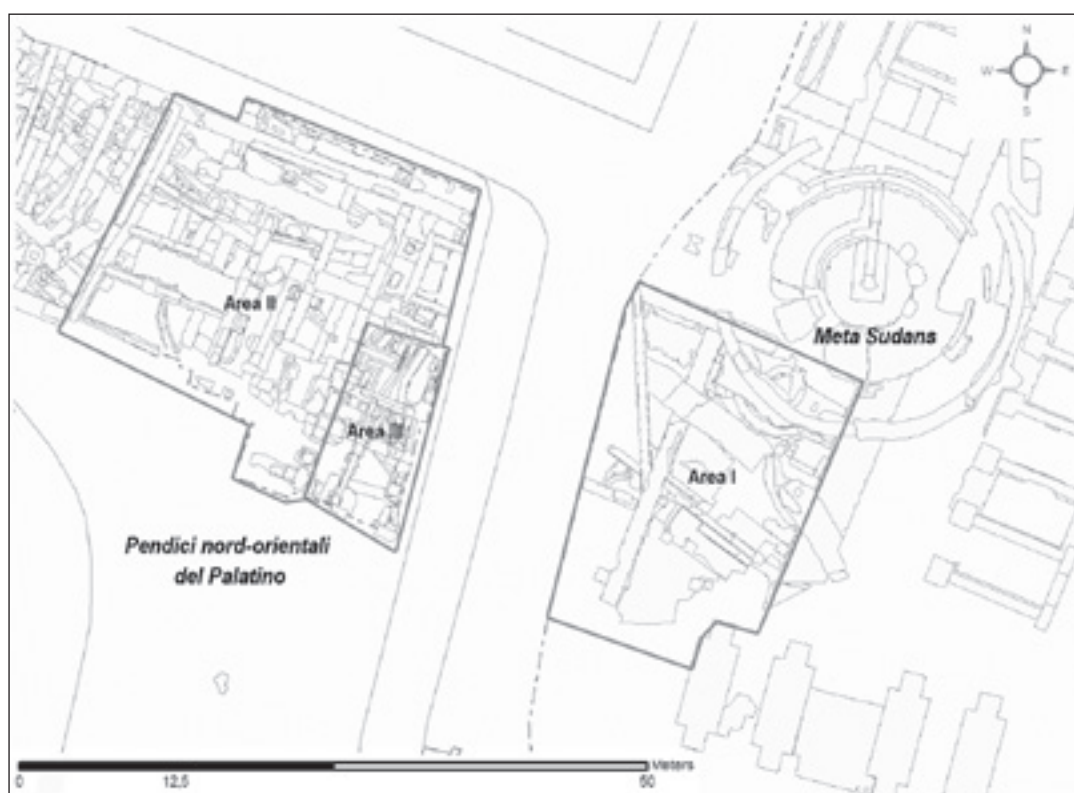 N
W E
S
Area II
Meta Sudans
Area III
Area I
Pendici nord-orientali
del Palatino
Meters
0 12,5 50